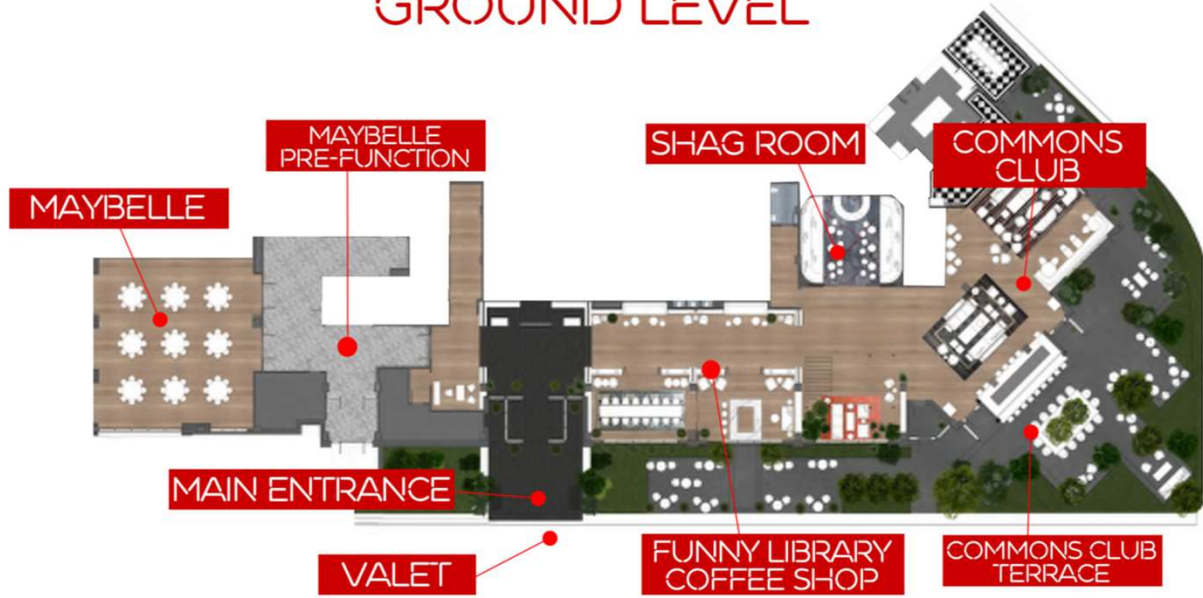 GROUND LEVEL
MAYBELLE
PRE-FUNCTION
SHAG ROOM
COMMONS
CLUB
MAYBELLE
MAIN ENTRANCE
VALET
FUNNY LIBRARY
COFFEE SHOP
COMMONS CLUB
TERRACE